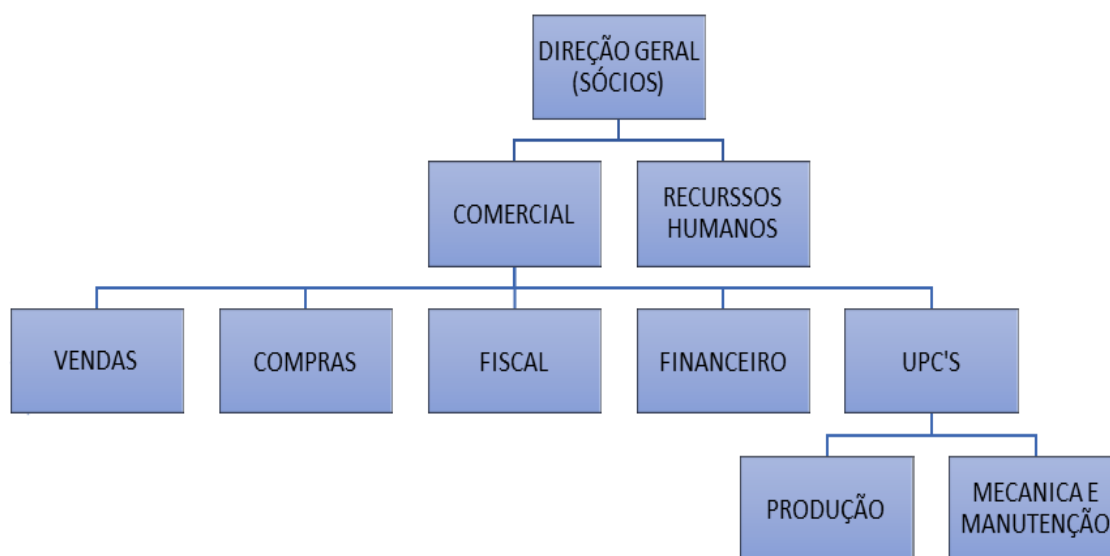 DIREÇÃO GERAL
(SÓCIOS)
COMERCIAL
RECURSSOS
HUMANOS
VENDAS
COMPRAS
FISCAL
FINANCEIRO
UPC'S
PRODUÇÃO
MECANICA E
MANUTENÇÃO